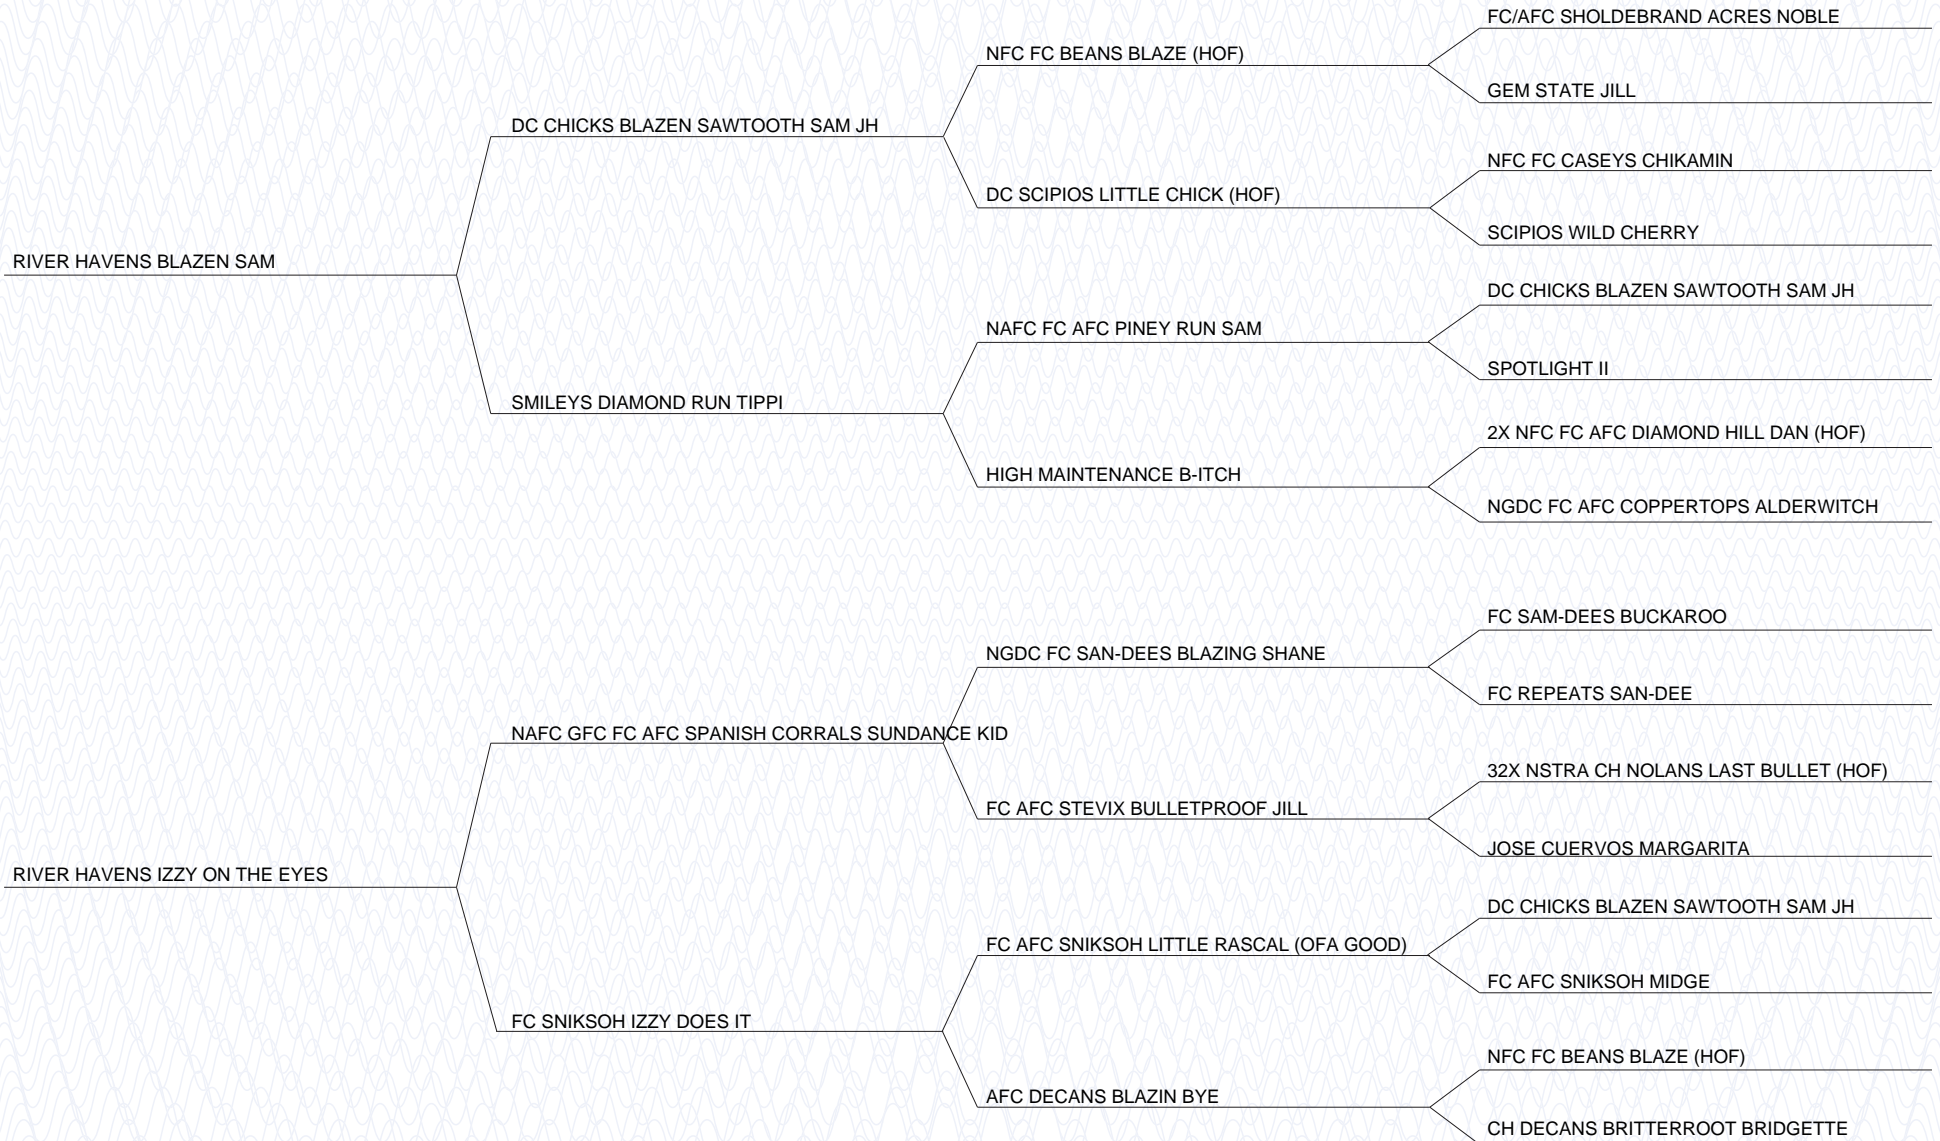 FC/AFC SHOLDEBRAND ACRES NOBLE
NFC FC BEANS BLAZE (HOF)
GEM STATE JILL
DC CHICKS BLAZEN SAWTOOTH SAM JH
NFC FC CASEYS CHIKAMIN
DC SCIPIOS LITTLE CHICK (HOF)
SCIPIOS WILD CHERRY
RIVER HAVENS BLAZEN SAM
DC CHICKS BLAZEN SAWTOOTH SAM JH
NAFC FC AFC PINEY RUN SAM
SPOTLIGHT II
SMILEYS DIAMOND RUN TIPPI
2X NFC FC AFC DIAMOND HILL DAN (HOF)
HIGH MAINTENANCE B-ITCH
NGDC FC AFC COPPERTOPS ALDERWITCH
FC SAM-DEES BUCKAROO
NGDC FC SAN-DEES BLAZING SHANE
FC REPEATS SAN-DEE
NAFC GFC FC AFC SPANISH CORRALS SUNDANCE KID
32X NSTRA CH NOLANS LAST BULLET (HOF)
FC AFC STEVIX BULLETPROOF JILL
JOSE CUERVOS MARGARITA
RIVER HAVENS IZZY ON THE EYES
DC CHICKS BLAZEN SAWTOOTH SAM JH
FC AFC SNIKSOH LITTLE RASCAL (OFA GOOD)
FC AFC SNIKSOH MIDGE
FC SNIKSOH IZZY DOES IT
NFC FC BEANS BLAZE (HOF)
AFC DECANS BLAZIN BYE
CH DECANS BRITTERROOT BRIDGETTE